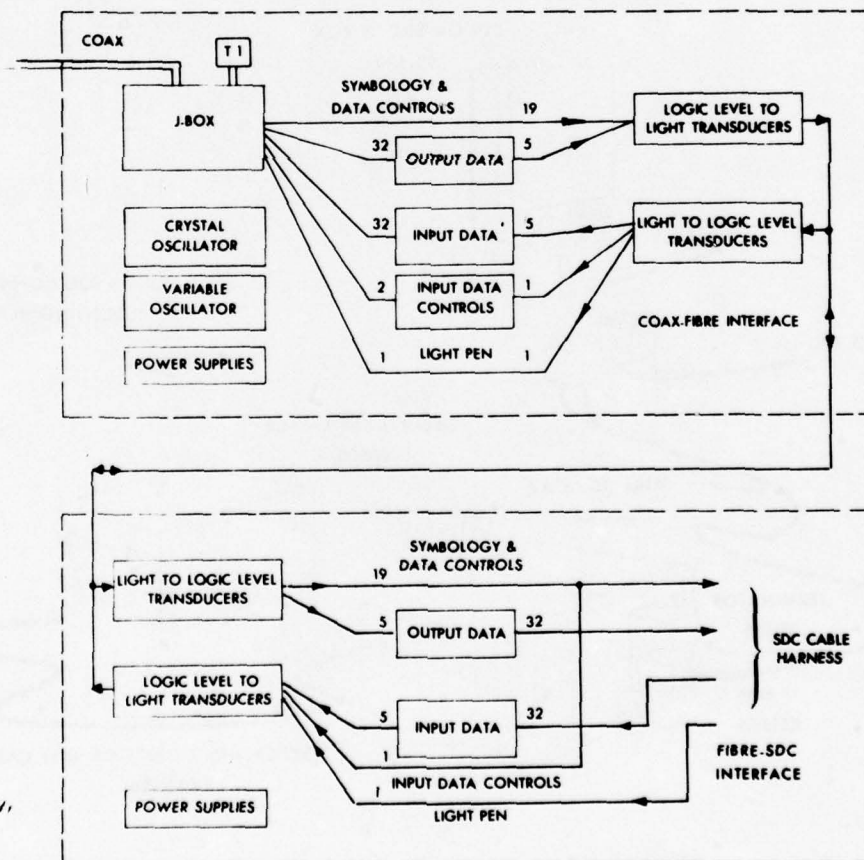 COAX
T 1
J-BOX
SYMBOLOGY &
DATA CONTROLS
19
32
OUTPUT DATA
5
LOGIC LEVEL TO
LIGHT TRANSDUCERS
CRYSTAL
OSCILLATOR
32
INPUT DATA
5
LIGHT TO LOGIC LEVEL
TRANSDUCERS
VARIABLE
OSCILLATOR
2
INPUT DATA
CONTROLS
1
COAX-FIBRE INTERFACE
POWER SUPPLIES
1
LIGHT PEN
1
SYMBOLOGY &
DATA CONTROLS
LIGHT TO LOGIC LEVEL
TRANSDUCERS
19
5
OUTPUT DATA
32
SDC CABLE
HARNESS
LOGIC LEVEL TO
LIGHT TRANSDUCERS
5
INPUT DATA
32
1
INPUT DATA CONTROLS
FIBRE-SDC
INTERFACE
POWER SUPPLIES
1
LIGHT PEN